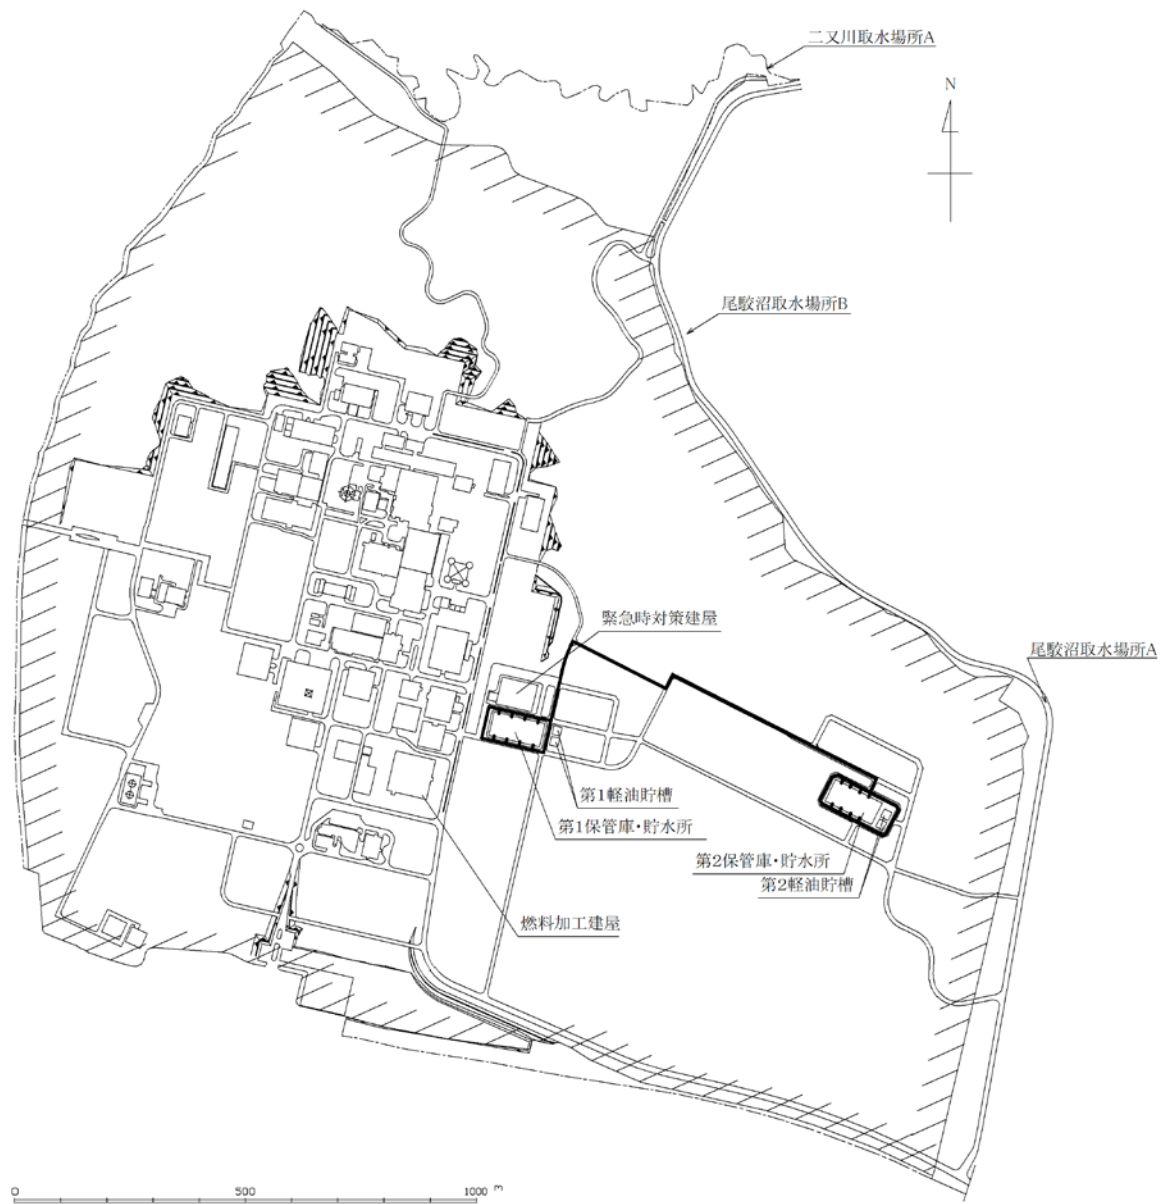 二又川取水場所A
N
尾駮沼取水場所B
緊急時対策建屋
尾駮沼取水場所A
第1軽油貯槽
第1保管庫・貯水所
第2保管庫・貯水所
第2軽油貯槽
燃料加工建屋
0 500 1000 m